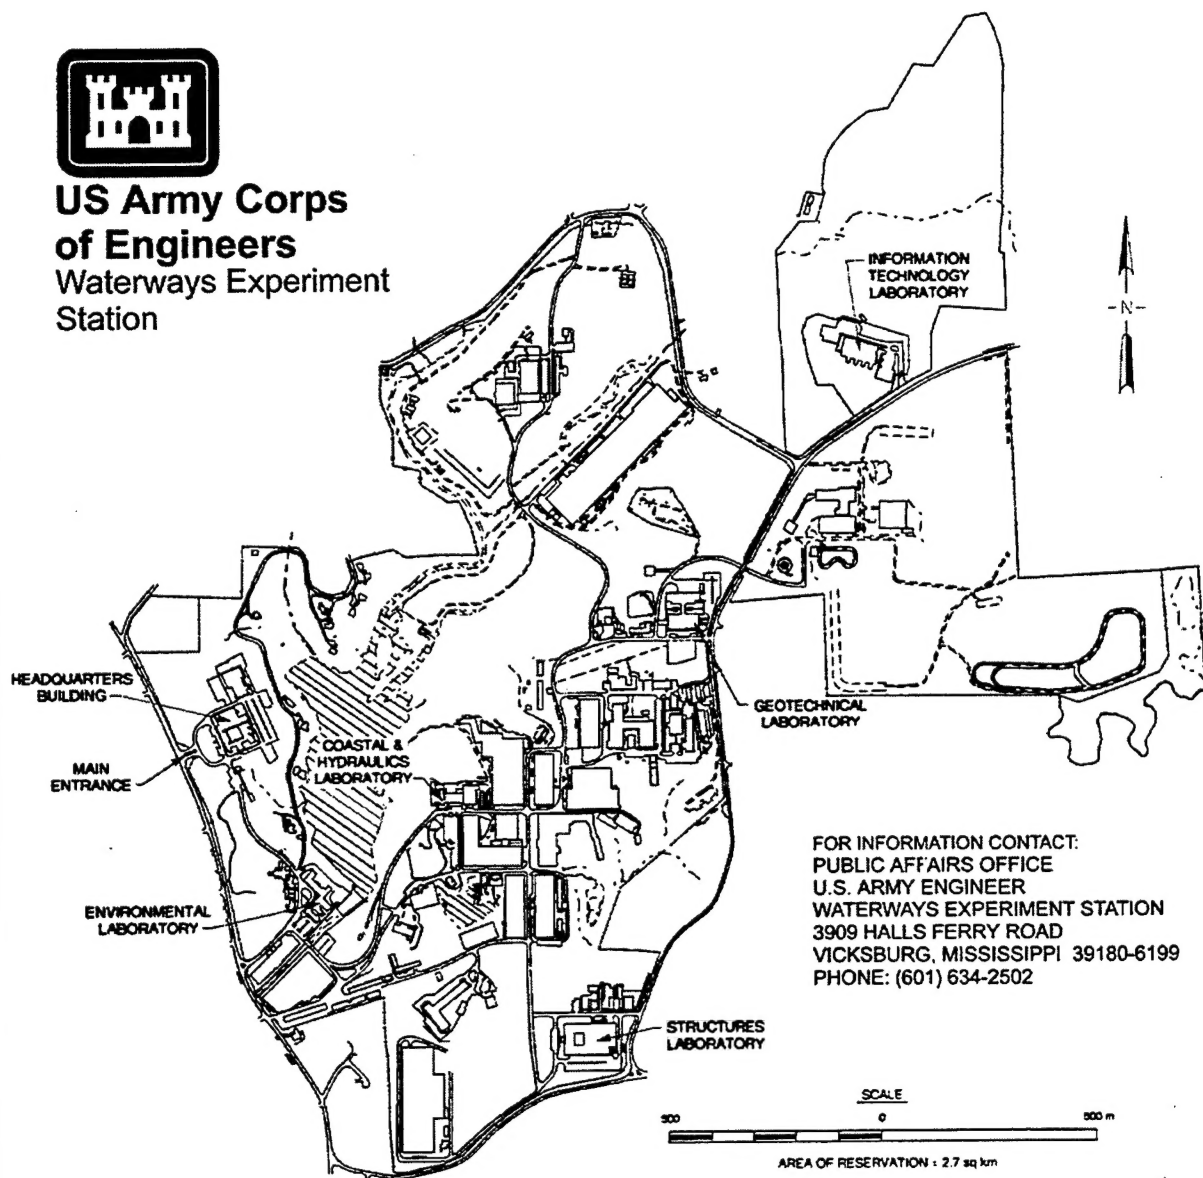 US Army Corps
of Engineers
Waterways Experiment
Station
INFORMATION
TECHNOLOGY
LABORATORY
N
HEADQUARTERS
BUILDING
MAIN
ENTRANCE
COASTAL &
HYDRAULICS
LABORATORY
GEOTECHNICAL
LABORATORY
ENVIRONMENTAL
LABORATORY
STRUCTURES
LABORATORY
FOR INFORMATION CONTACT:
PUBLIC AFFAIRS OFFICE
U.S. ARMY ENGINEER
WATERWAYS EXPERIMENT STATION
3909 HALLS FERRY ROAD
VICKSBURG, MISSISSIPPI 39180-6199
PHONE: (601) 634-2502
SCALE
500 0 500 m
AREA OF RESERVATION : 2.7 sq km